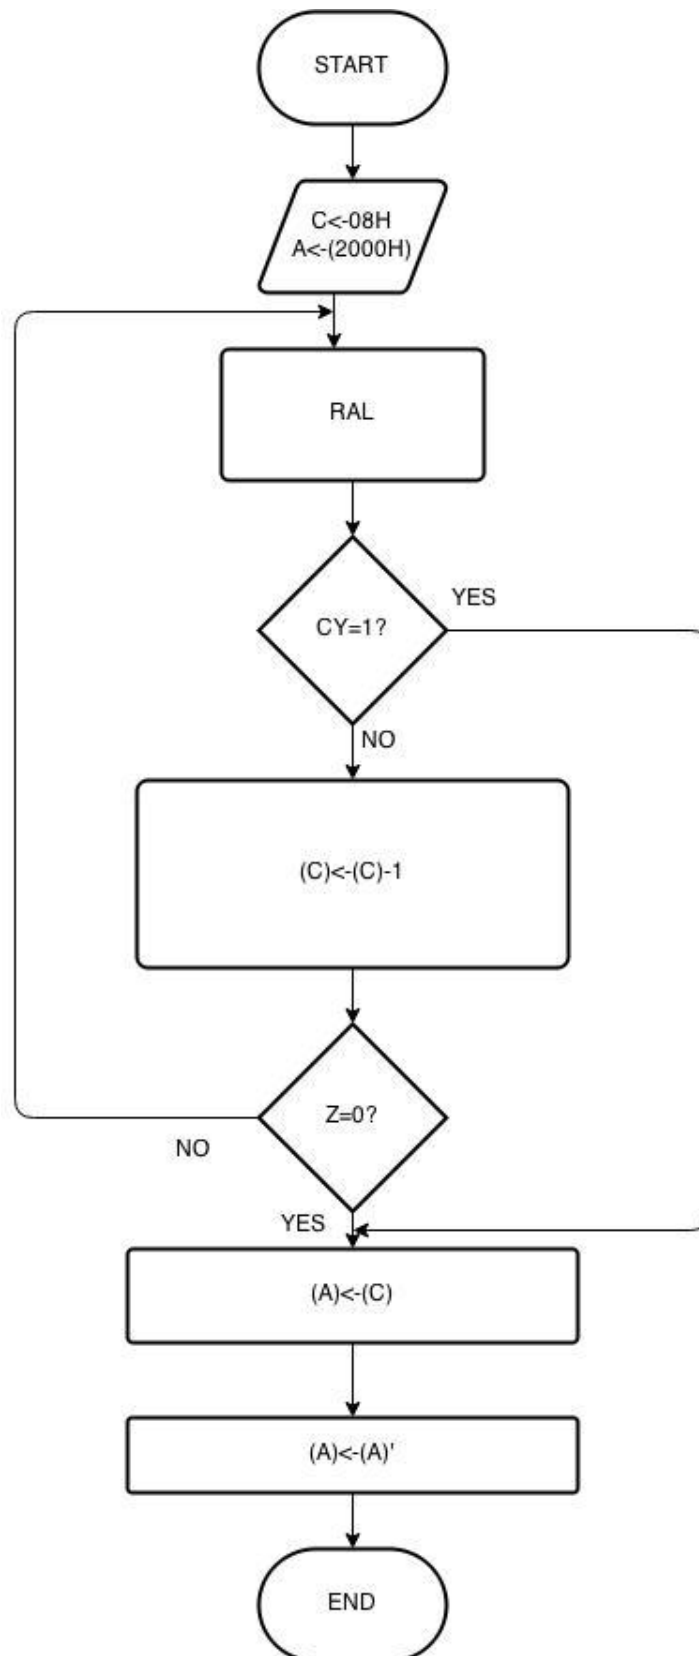 START
C<-08H
A<-(2000H)
RAL
CY=1?
YES
NO
(C)<-(C)-1
Z=0?
NO
YES
(A)<-(C)
(A)<-(A)'
END